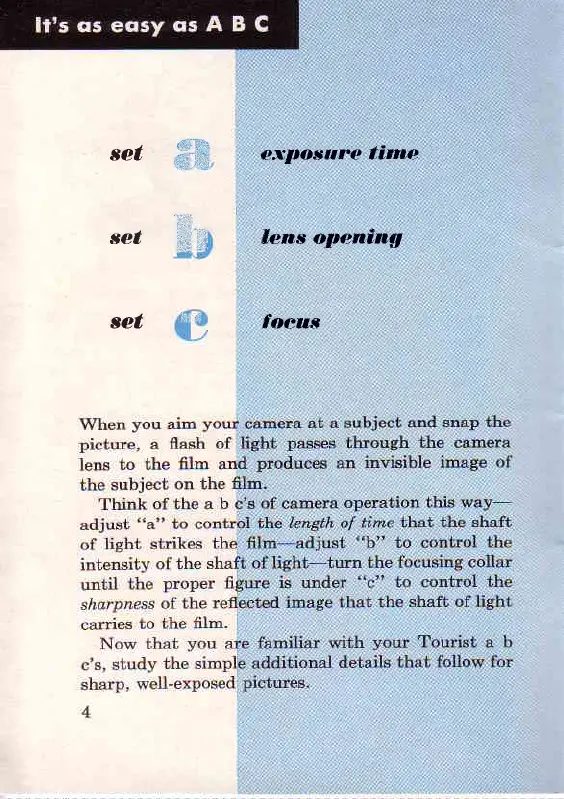 It's as easy as A B C
set a exposure time
set b lens opening
set c focus
When you aim your camera at a subject and snap the
picture, a flash of light passes through the camera
lens to the film and produces an invisible image of
the subject on the film.
Think of the a b c's of camera operation this way—
adjust “a” to control the length of time that the shaft
of light strikes the film—adjust “b” to control the
intensity of the shaft of light—turn the focusing collar
until the proper figure is under “c” to control the
sharpness of the reflected image that the shaft of light
carries to the film.
Now that you are familiar with your Tourist a b
c's, study the simple additional details that follow for
sharp, well-exposed pictures.
4